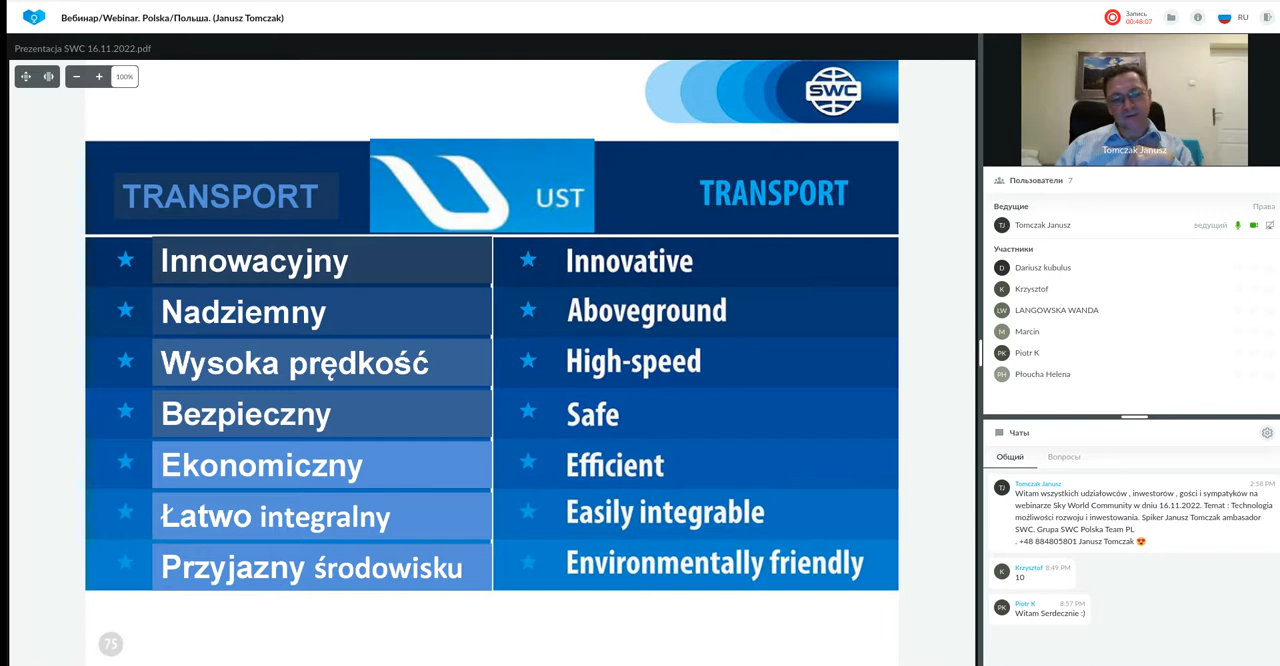 Вебинар/Webinar. Polska/Польша. (Janusz Tomczak)
Запись
00:48:07
RU
Prezentacja SWC 16.11.2022.pdf
100%
SWC
TRANSPORT
UST
TRANSPORT
Innowacyjny
Innovative
Nadziemny
Aboveground
Wysoka prędkość
High-speed
Bezpieczny
Safe
Ekonomiczny
Efficient
Łatwo integralny
Easily integrable
Przyjazny środowisku
Environmentally friendly
75
Tomczak Janusz
Пользователи 7
Ведущие
Права
TJ
Tomczak Janusz
ведущий
Участники
D
Dariusz kubulus
K
Krzysztof
LW
LANGOWSKA WANDA
M
Marcin
PK
Piotr K
PH
Płoucha Helena
Чаты
Общий
Вопросы
TJ
Tomczak Janusz
2:58 PM
Witam wszystkich udziałowców , inwestorów , gości i sympatyków na
webinarze Sky World Community w dniu 16.11.2022. Temat : Technologia
możliwości rozwoju i inwestowania. Spiker Janusz Tomczak ambasador
SWC. Grupa SWC Polska Team PL
. +48 884805801 Janusz Tomczak 😍
K
Krzysztof 8:49 PM
10
PK
Piotr K
8:57 PM
Witam Serdecznie :)